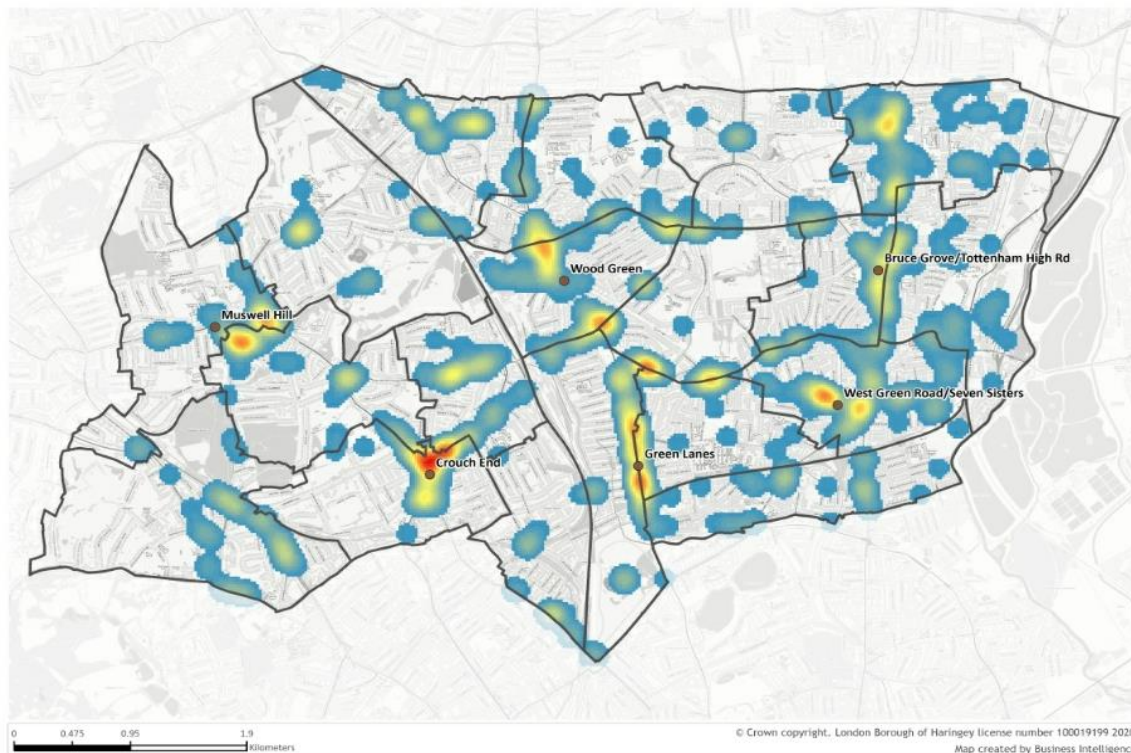 Bruce Grove/Tottenham High Rd
Wood Green
Muswell Hill
West Green Road/Seven Sisters
Green Lanes
Crouch End
0 0.475 0.95 1.9
Kilometers
© Crown copyright. London Borough of Haringey license number 100019199
Map created by Business